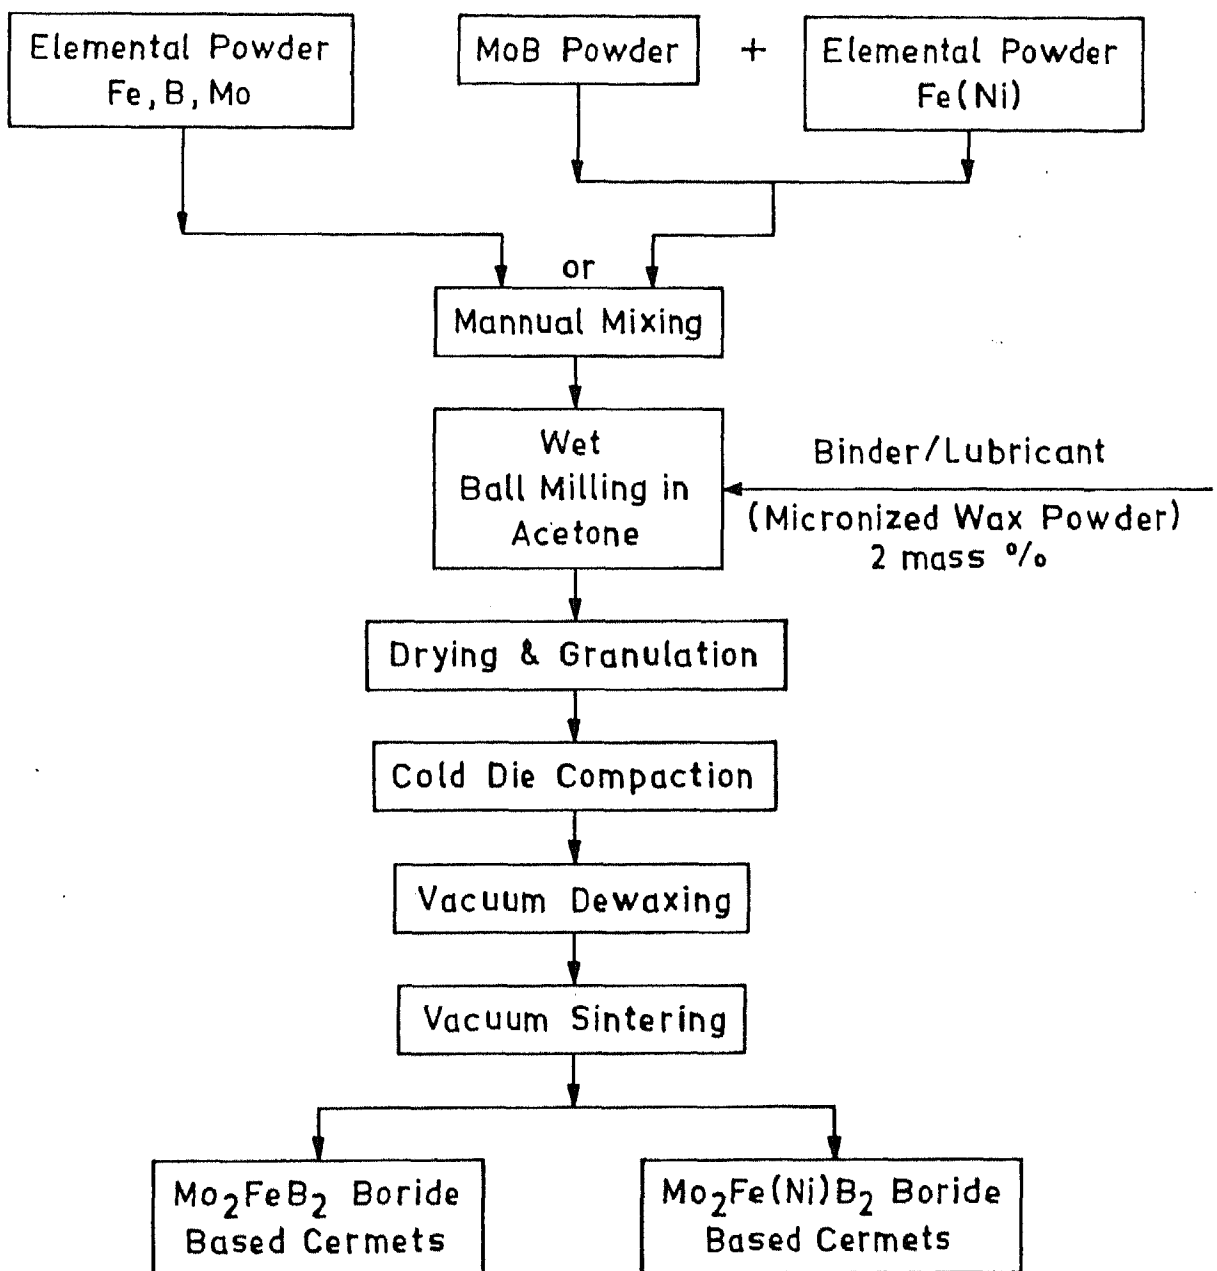 Elemental Powder
Fe, B, Mo
MoB Powder
+
Elemental Powder
Fe(Ni)
or
Mannual Mixing
Wet
Ball Milling in
Acetone
Binder/Lubricant
(Micronized Wax Powder)
2 mass %
Drying & Granulation
Cold Die Compaction
Vacuum Dewaxing
Vacuum Sintering
Mo₂FeB₂ Boride
Based Cermets
Mo₂Fe(Ni)B₂ Boride
Based Cermets